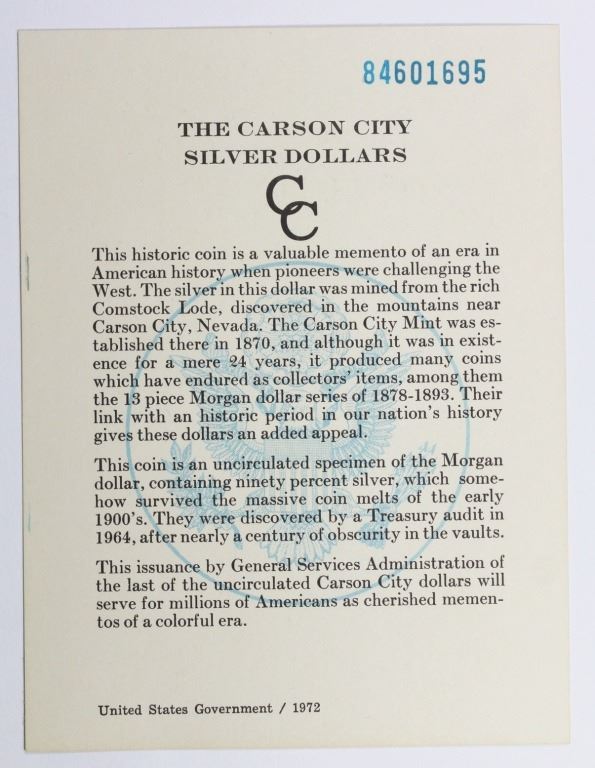 84601695
THE CARSON CITY
SILVER DOLLARS
CC
This historic coin is a valuable memento of an era in
American history when pioneers were challenging the
West. The silver in this dollar was mined from the rich
Comstock Lode, discovered in the mountains near
Carson City, Nevada. The Carson City Mint was es-
tablished there in 1870, and although it was in exist-
ence for a mere 24 years, it produced many coins
which have endured as collectors' items, among them
the 13 piece Morgan dollar series of 1878-1893. Their
link with an historic period in our nation's history
gives these dollars an added appeal.
This coin is an uncirculated specimen of the Morgan
dollar, containing ninety percent silver, which some-
how survived the massive coin melts of the early
1900's. They were discovered by a Treasury audit in
1964, after nearly a century of obscurity in the vaults.
This issuance by General Services Administration of
the last of the uncirculated Carson City dollars will
serve for millions of Americans as cherished memen-
tos of a colorful era.
United States Government / 1972